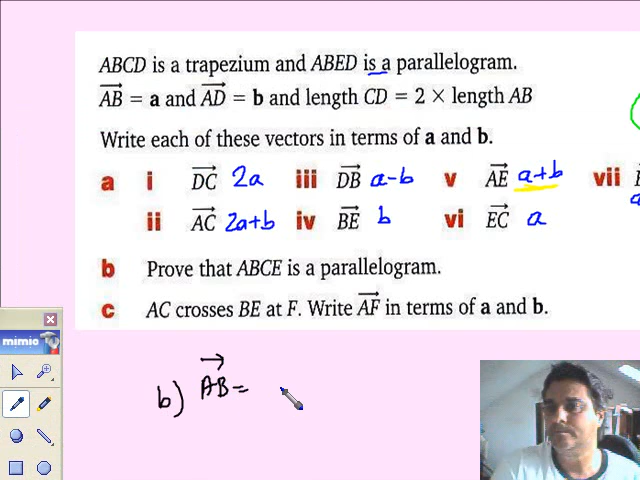 ABCD is a trapezium and ABED is a parallelogram.
AB = a and AD = b and length CD = 2 × length AB
Write each of these vectors in terms of a and b.
a i DC 2a iii DB a-b v AE a+b vii
ii AC 2a+b iv BE b vi EC a
b Prove that ABCE is a parallelogram.
c AC crosses BE at F. Write AF in terms of a and b.
mimio
b) AB =